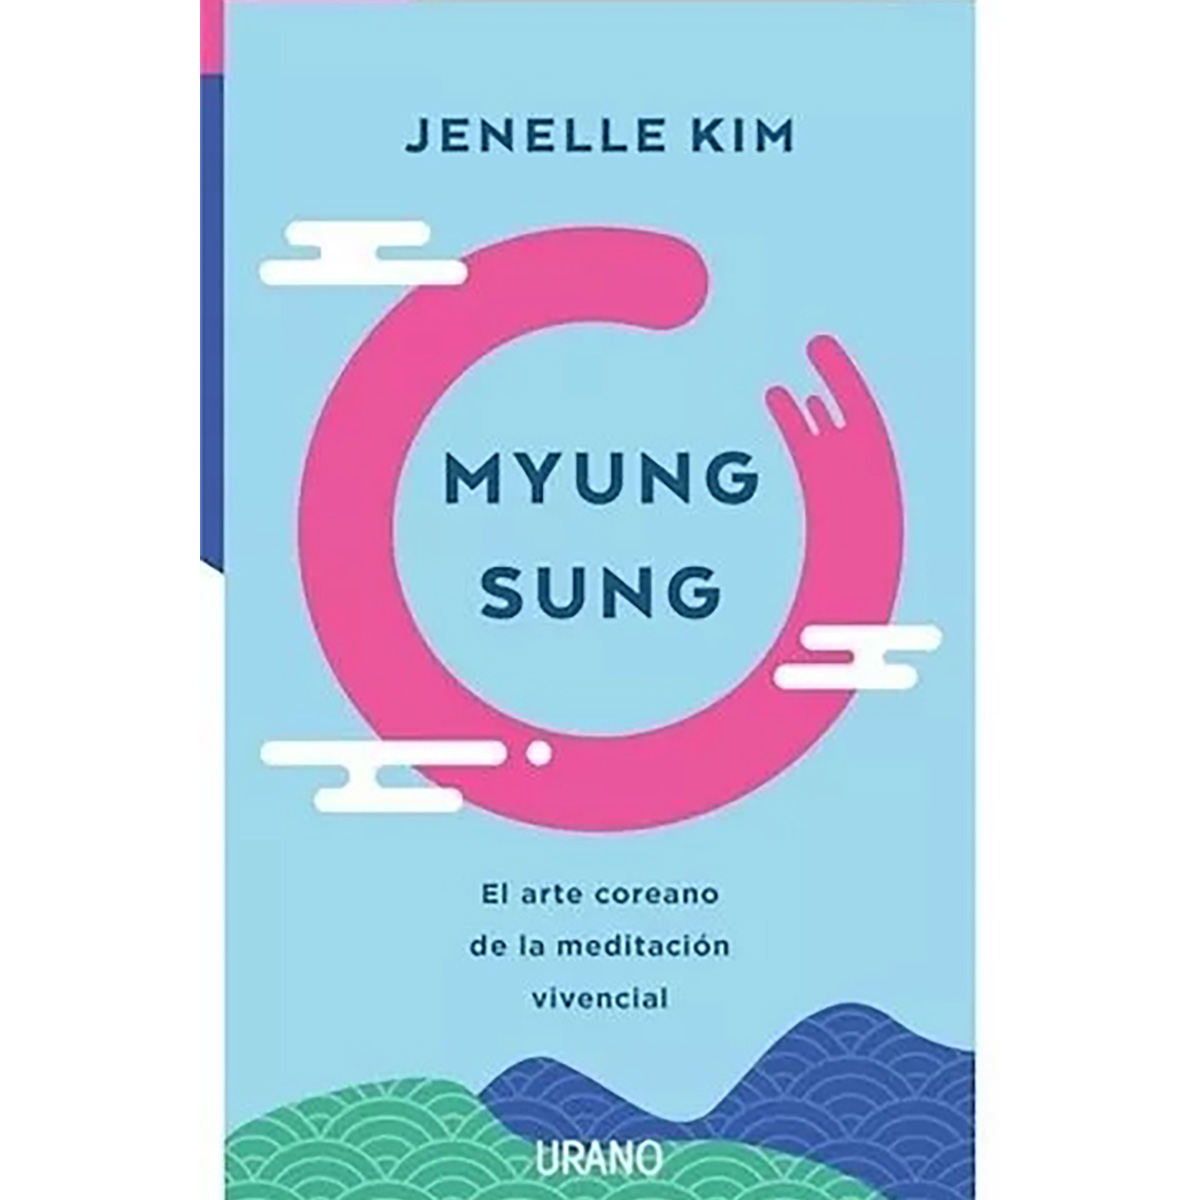 JENELLE KIM
MYUNG
SUNG
El arte coreano
de la meditación
vivencial
URANO